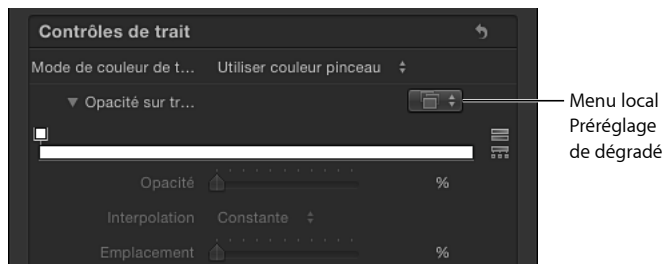 Contrôles de trait
Mode de couleur de t... Utiliser couleur pinceau
Opacité sur tr...
Menu local
Préréglage
de dégradé
Opacité %
Interpolation Constante
Emplacement %